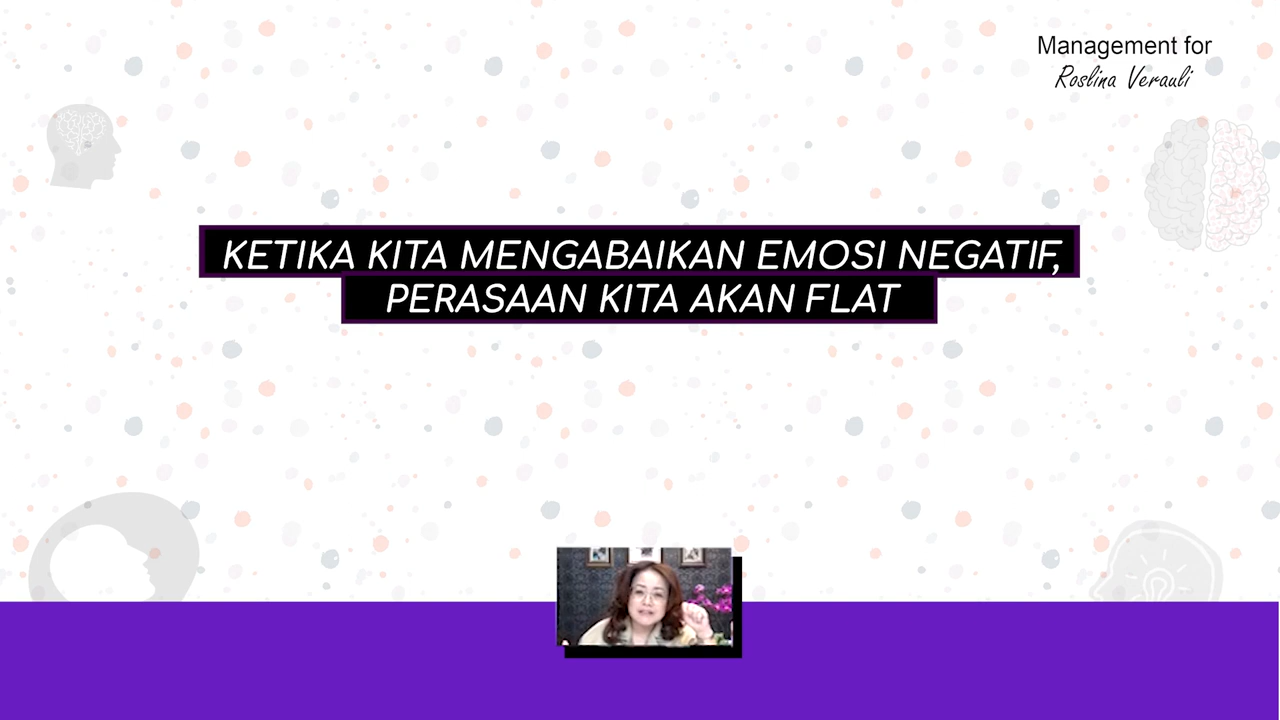 Management for
Roslina Verauli
KETIKA KITA MENGABAIKAN EMOSI NEGATIF,
PERASAAN KITA AKAN FLAT